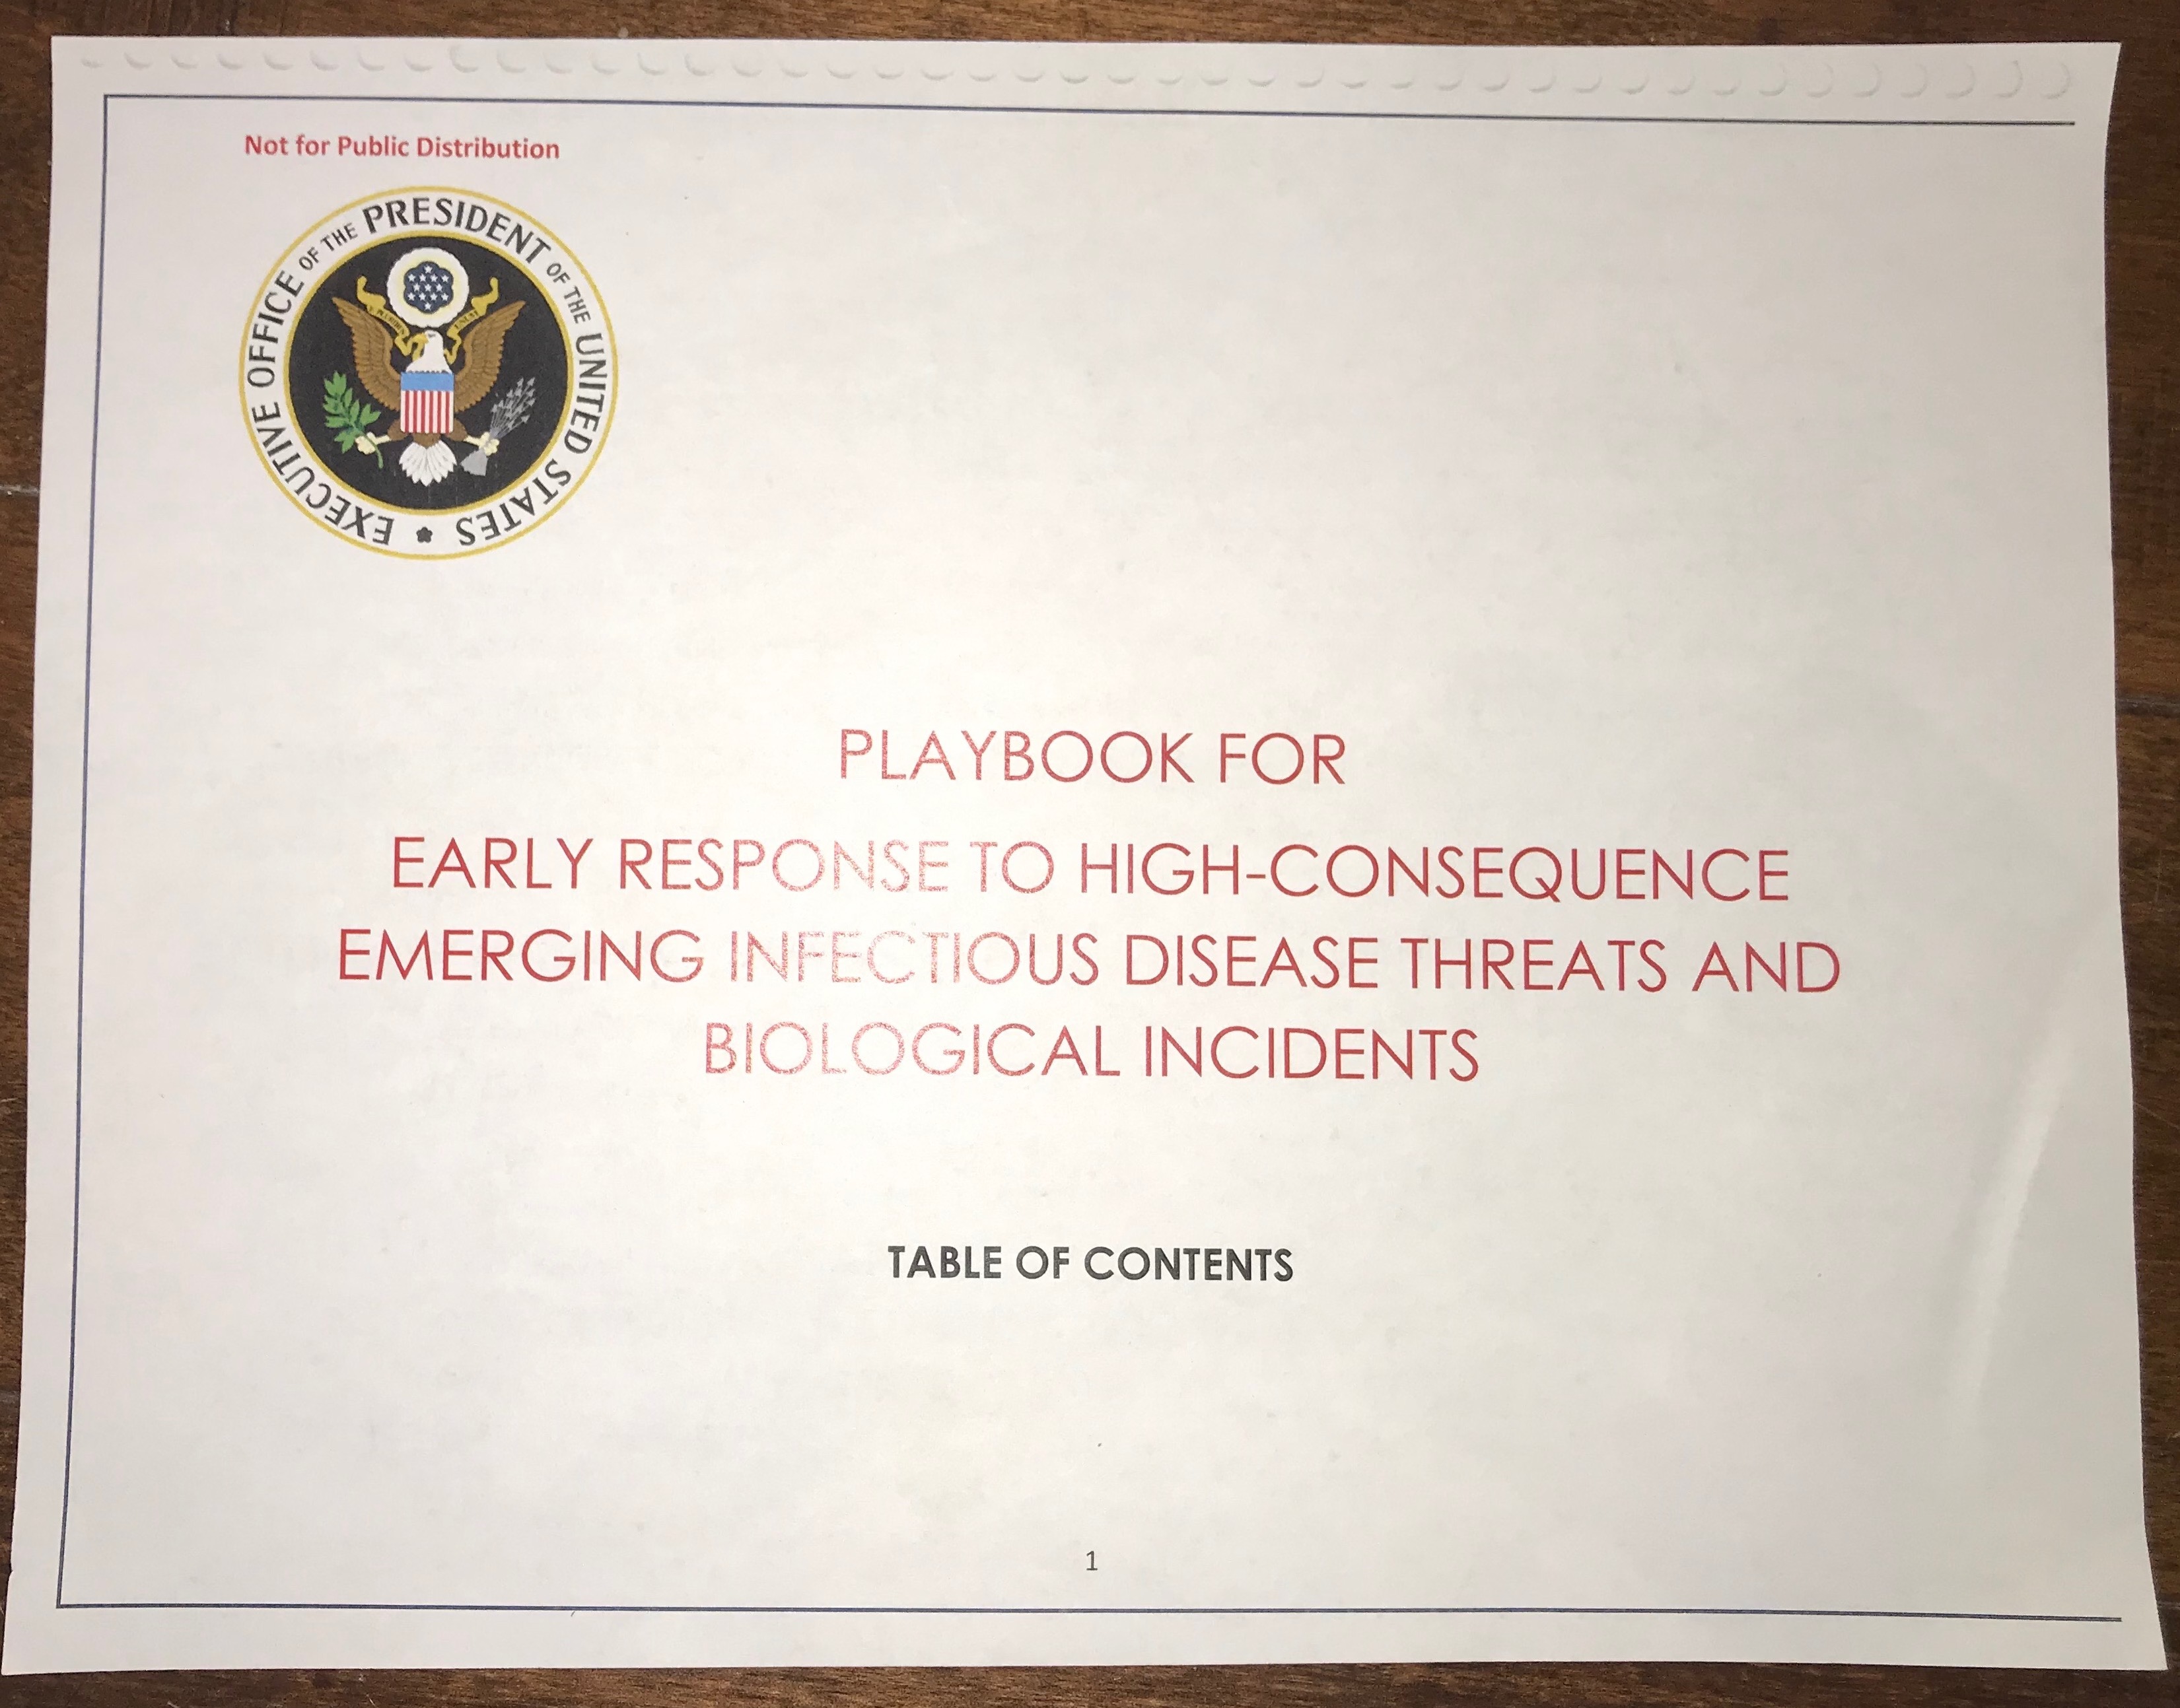 Not for Public Distribution
EXECUTIVE OFFICE OF THE PRESIDENT OF THE UNITED STATES
E PLURIBUS UNUM
PLAYBOOK FOR
EARLY RESPONSE TO HIGH-CONSEQUENCE
EMERGING INFECTIOUS DISEASE THREATS AND
BIOLOGICAL INCIDENTS
TABLE OF CONTENTS
1